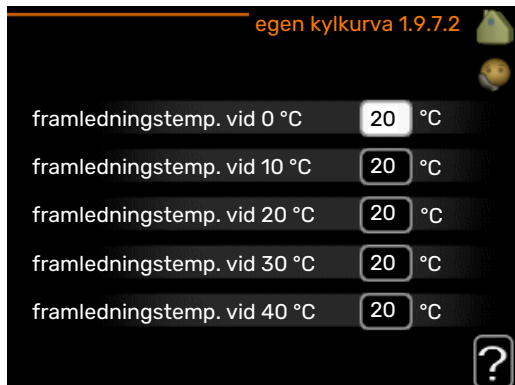 egen kylkurva 1.9.7.2
framledningstemp. vid 0 °C 20 °C
framledningstemp. vid 10 °C 20 °C
framledningstemp. vid 20 °C 20 °C
framledningstemp. vid 30 °C 20 °C
framledningstemp. vid 40 °C 20 °C
?